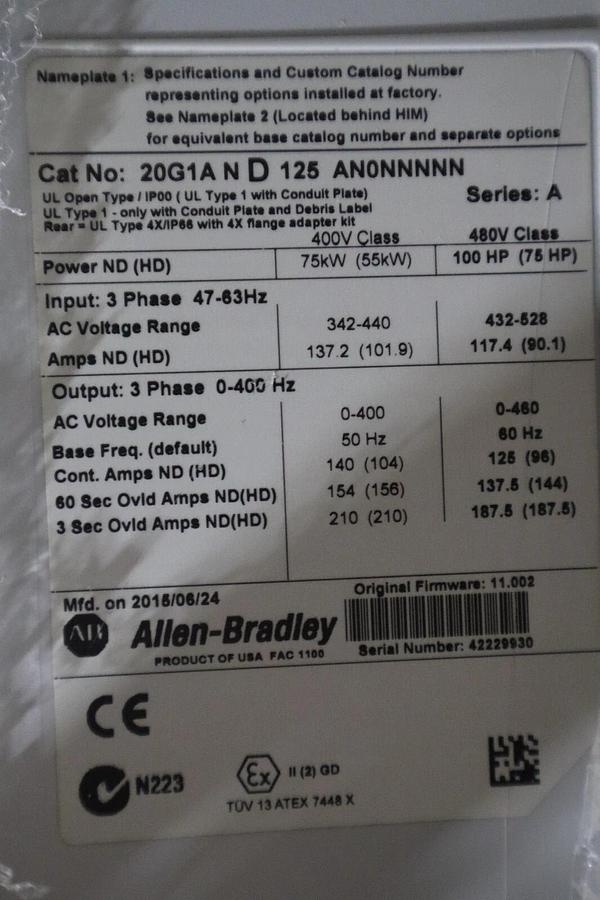 Nameplate 1: Specifications and Custom Catalog Number
representing options installed at factory.
See Nameplate 2 (Located behind HIM)
for equivalent base catalog number and separate options
Cat No: 20G1A N D 125 AN0NNNNN
UL Open Type / IP00 ( UL Type 1 with Conduit Plate)
Series: A
UL Type 1 - only with Conduit Plate and Debris Label
Rear = UL Type 4X/IP66 with 4X flange adapter kit
400V Class 480V Class
Power ND (HD) 75kW (55kW) 100 HP (75 HP)
Input: 3 Phase 47-63Hz
AC Voltage Range 342-440 432-528
Amps ND (HD) 137.2 (101.9) 117.4 (90.1)
Output: 3 Phase 0-400 Hz
AC Voltage Range 0-400 0-460
Base Freq. (default) 50 Hz 60 Hz
Cont. Amps ND (HD) 140 (104) 125 (96)
60 Sec Ovld Amps ND(HD) 154 (156) 137.5 (144)
3 Sec Ovld Amps ND(HD) 210 (210) 187.5 (187.5)
Mfd. on 2015/06/24 Original Firmware: 11.002
AB Allen-Bradley
PRODUCT OF USA FAC 1100 Serial Number: 42229930
CE
N223 Ex II (2) GD
TÜV 13 ATEX 7448 X